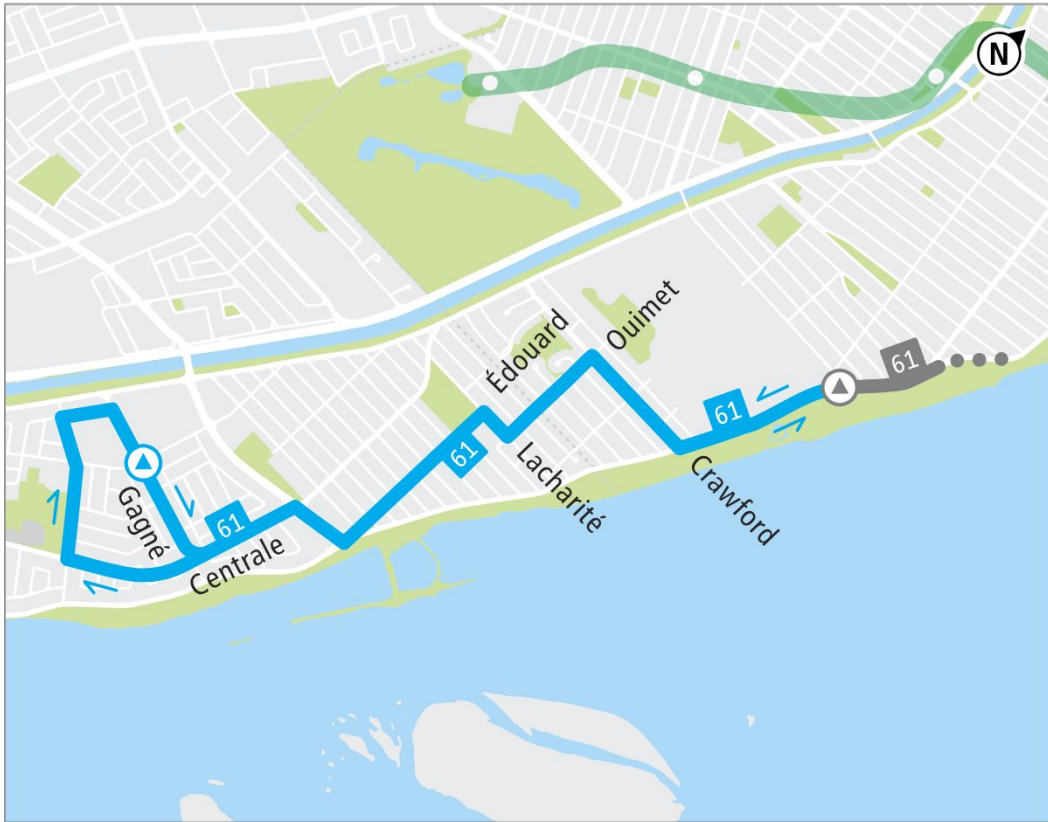 N
Édouard
Ouimet
61
61
61
Lacharité
Crawford
Gagné
61
Centrale